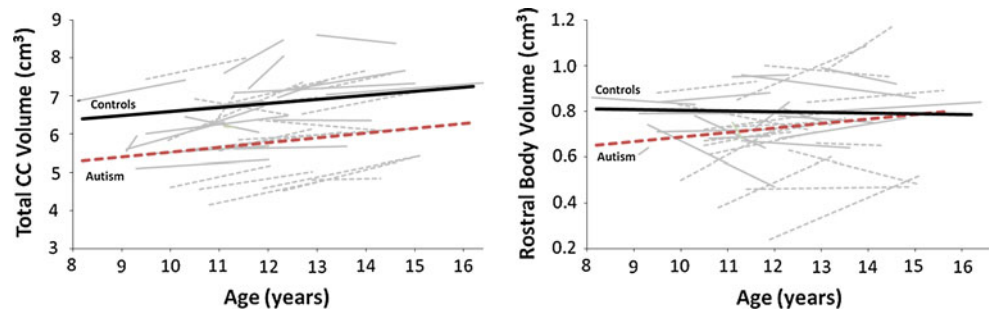 Total CC Volume (cm³)
9
8
7
6
5
4
3
Controls
Autism
8 9 10 11 12 13 14 15 16
Age (years)
Rostral Body Volume (cm³)
1.2
1.0
0.8
0.6
0.4
0.2
Controls
Autism
8 9 10 11 12 13 14 15 16
Age (years)